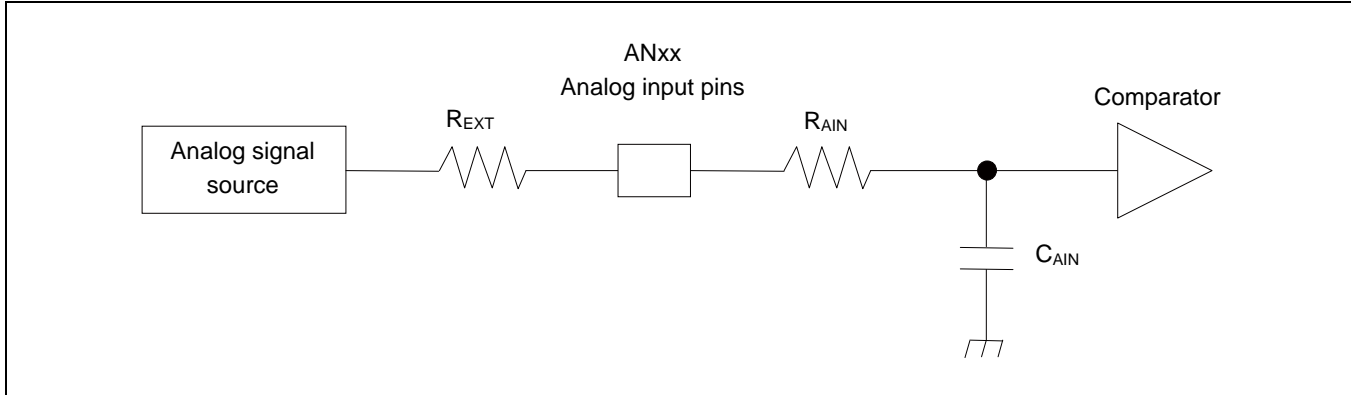 ANxx
Analog input pins
Comparator
REXT
RAIN
Analog signal
source
CAIN